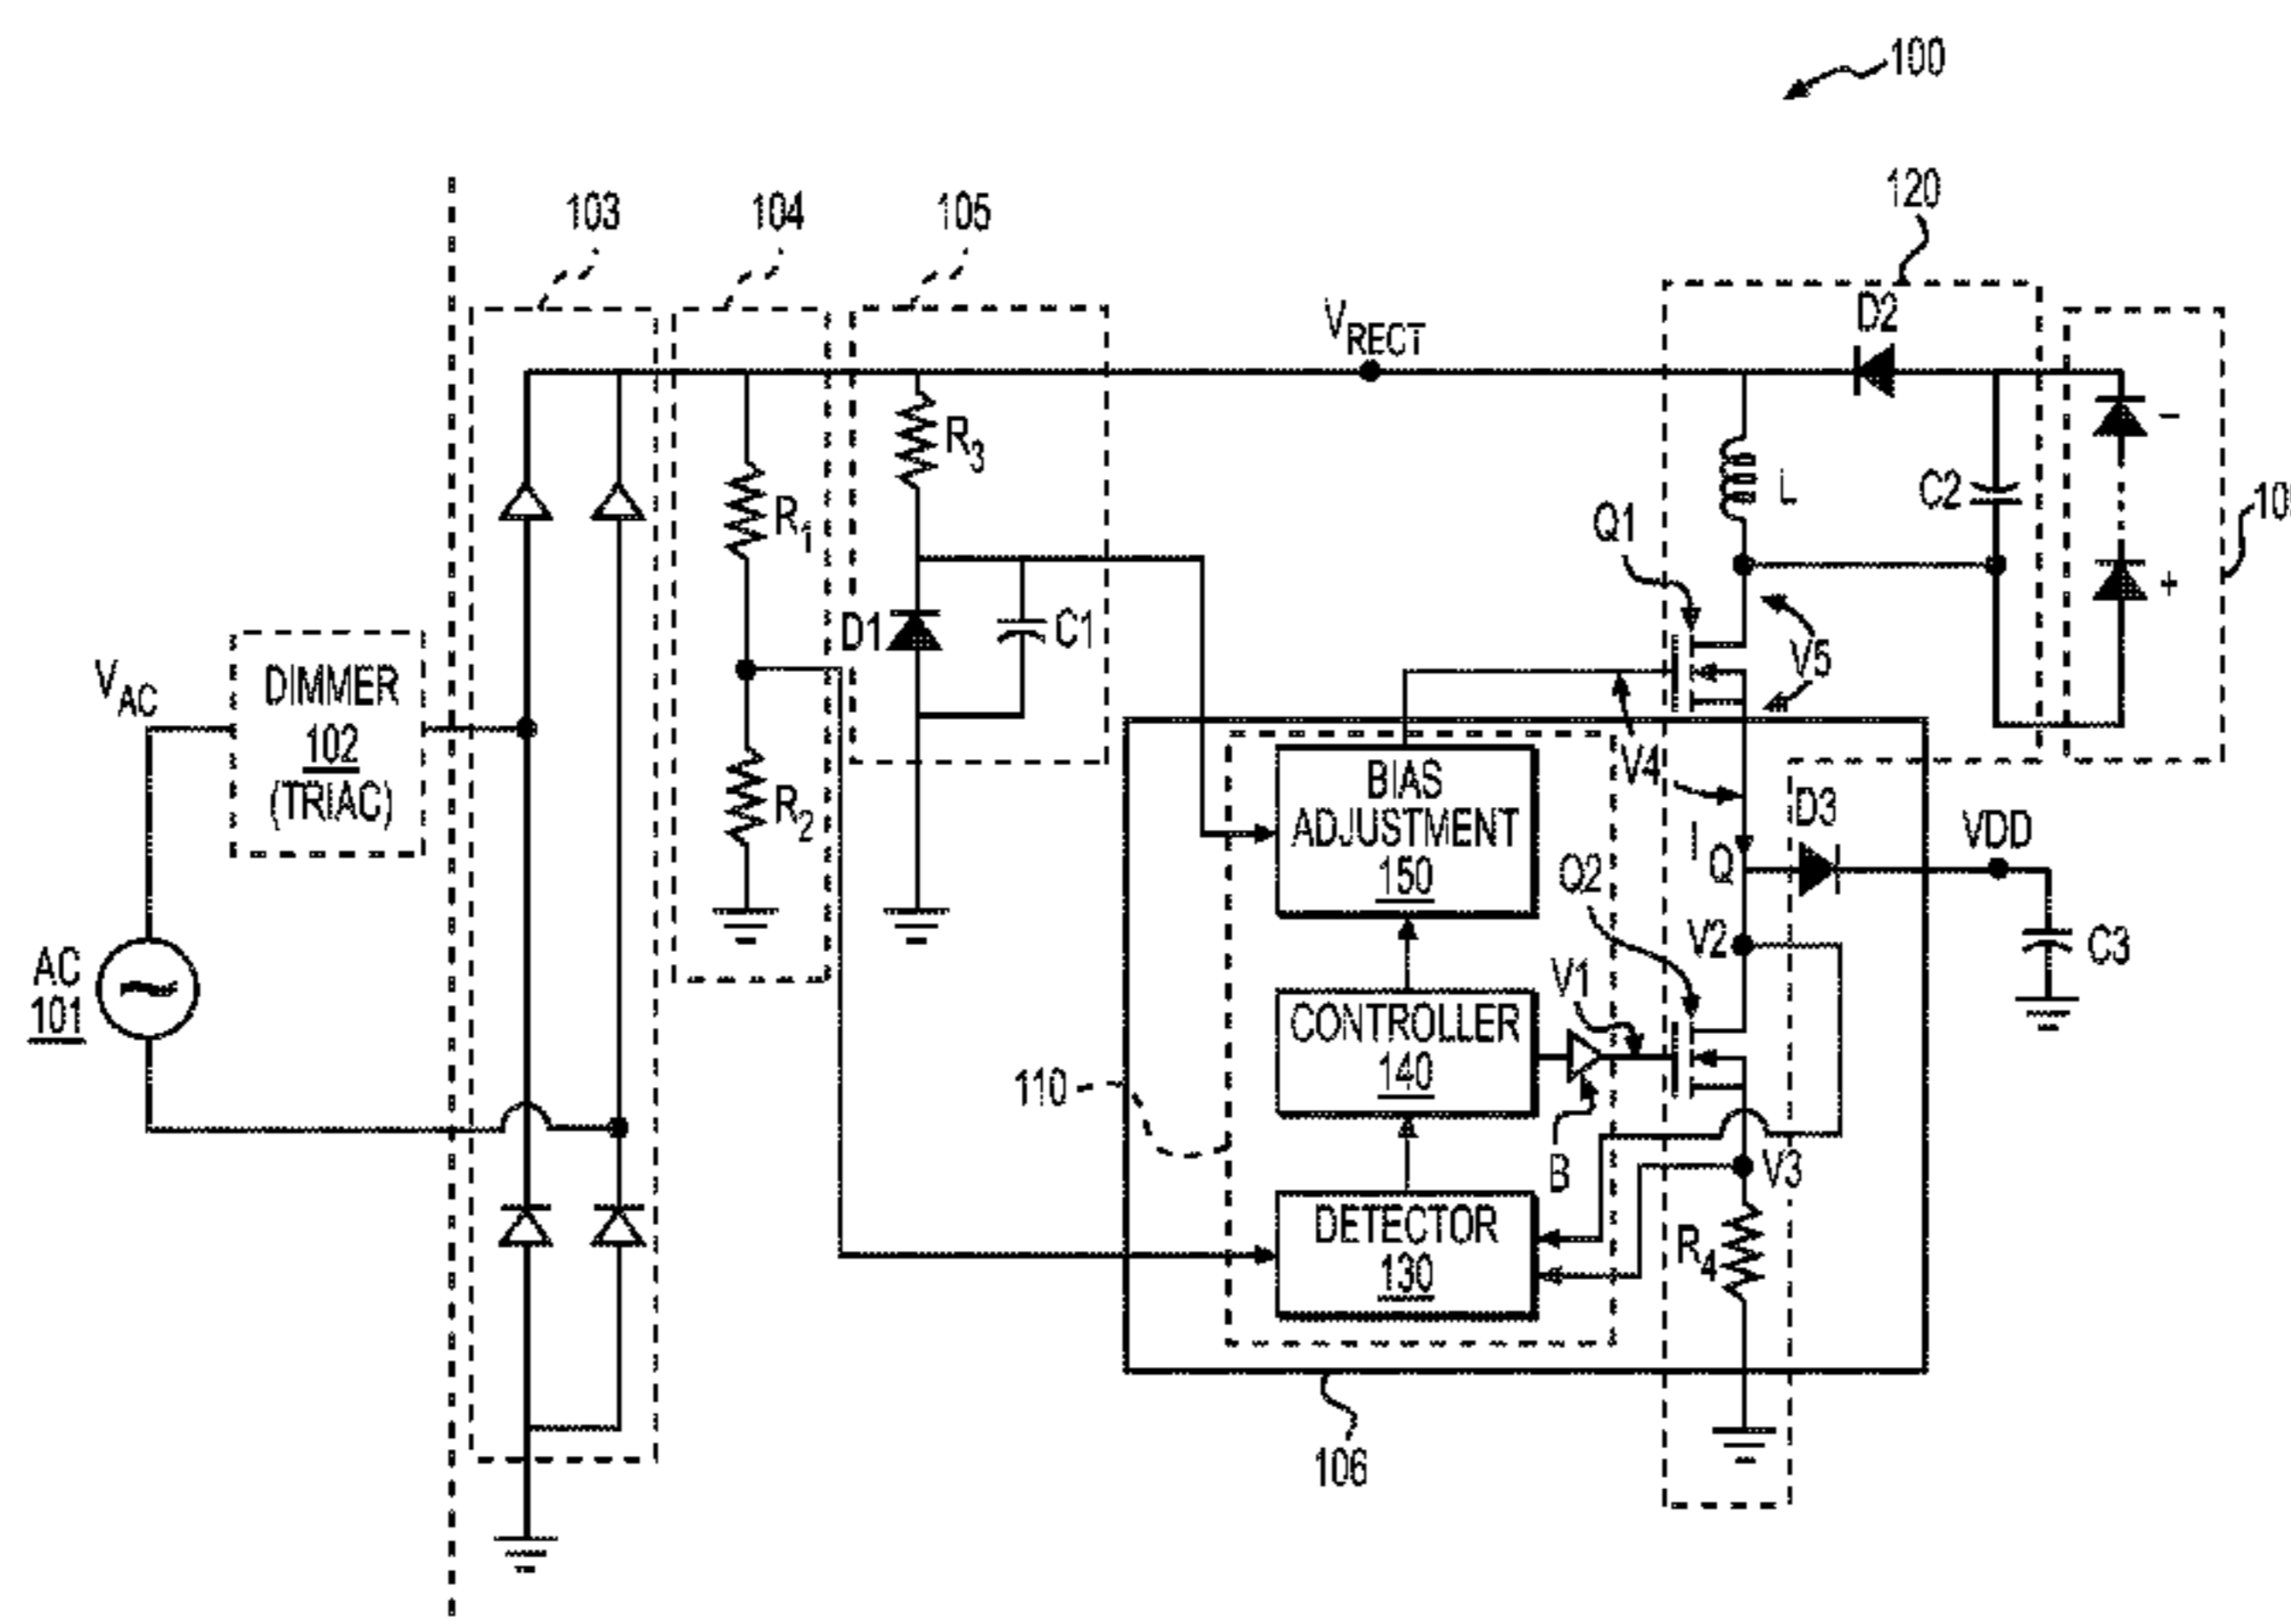 100
120
103
104
105
V RECT
D2
R3
R1
L
C2
Q1
D1
C1
V5
+
−
VAC
DIMMER
102
(TRIAC)
V4
BIAS
ADJUSTMENT
150
D3
VDD
IQ
Q2
R2
V2
C3
AC
101
V1
CONTROLLER
140
110
B
V3
DETECTOR
130
R4
106